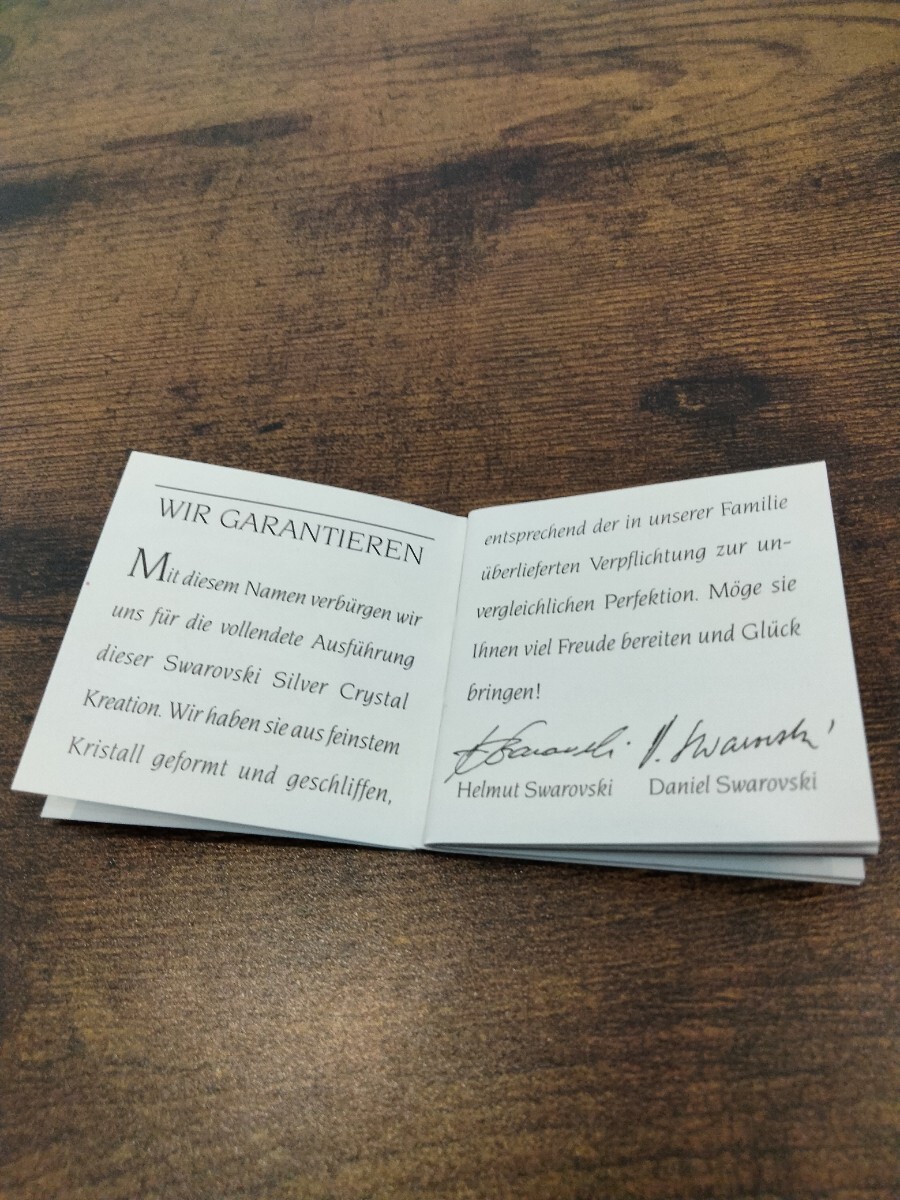 WIR GARANTIEREN
Mit diesem Namen verbürgen wir
uns für die vollendete Ausführung
dieser Swarovski Silver Crystal
Kreation. Wir haben sie aus feinstem
Kristall geformt und geschliffen,
entsprechend der in unserer Familie
überlieferten Verpflichtung zur un-
vergleichlichen Perfektion. Möge sie
Ihnen viel Freude bereiten und Glück
bringen!
H. Swarovski D. Swarovski
Helmut Swarovski Daniel Swarovski